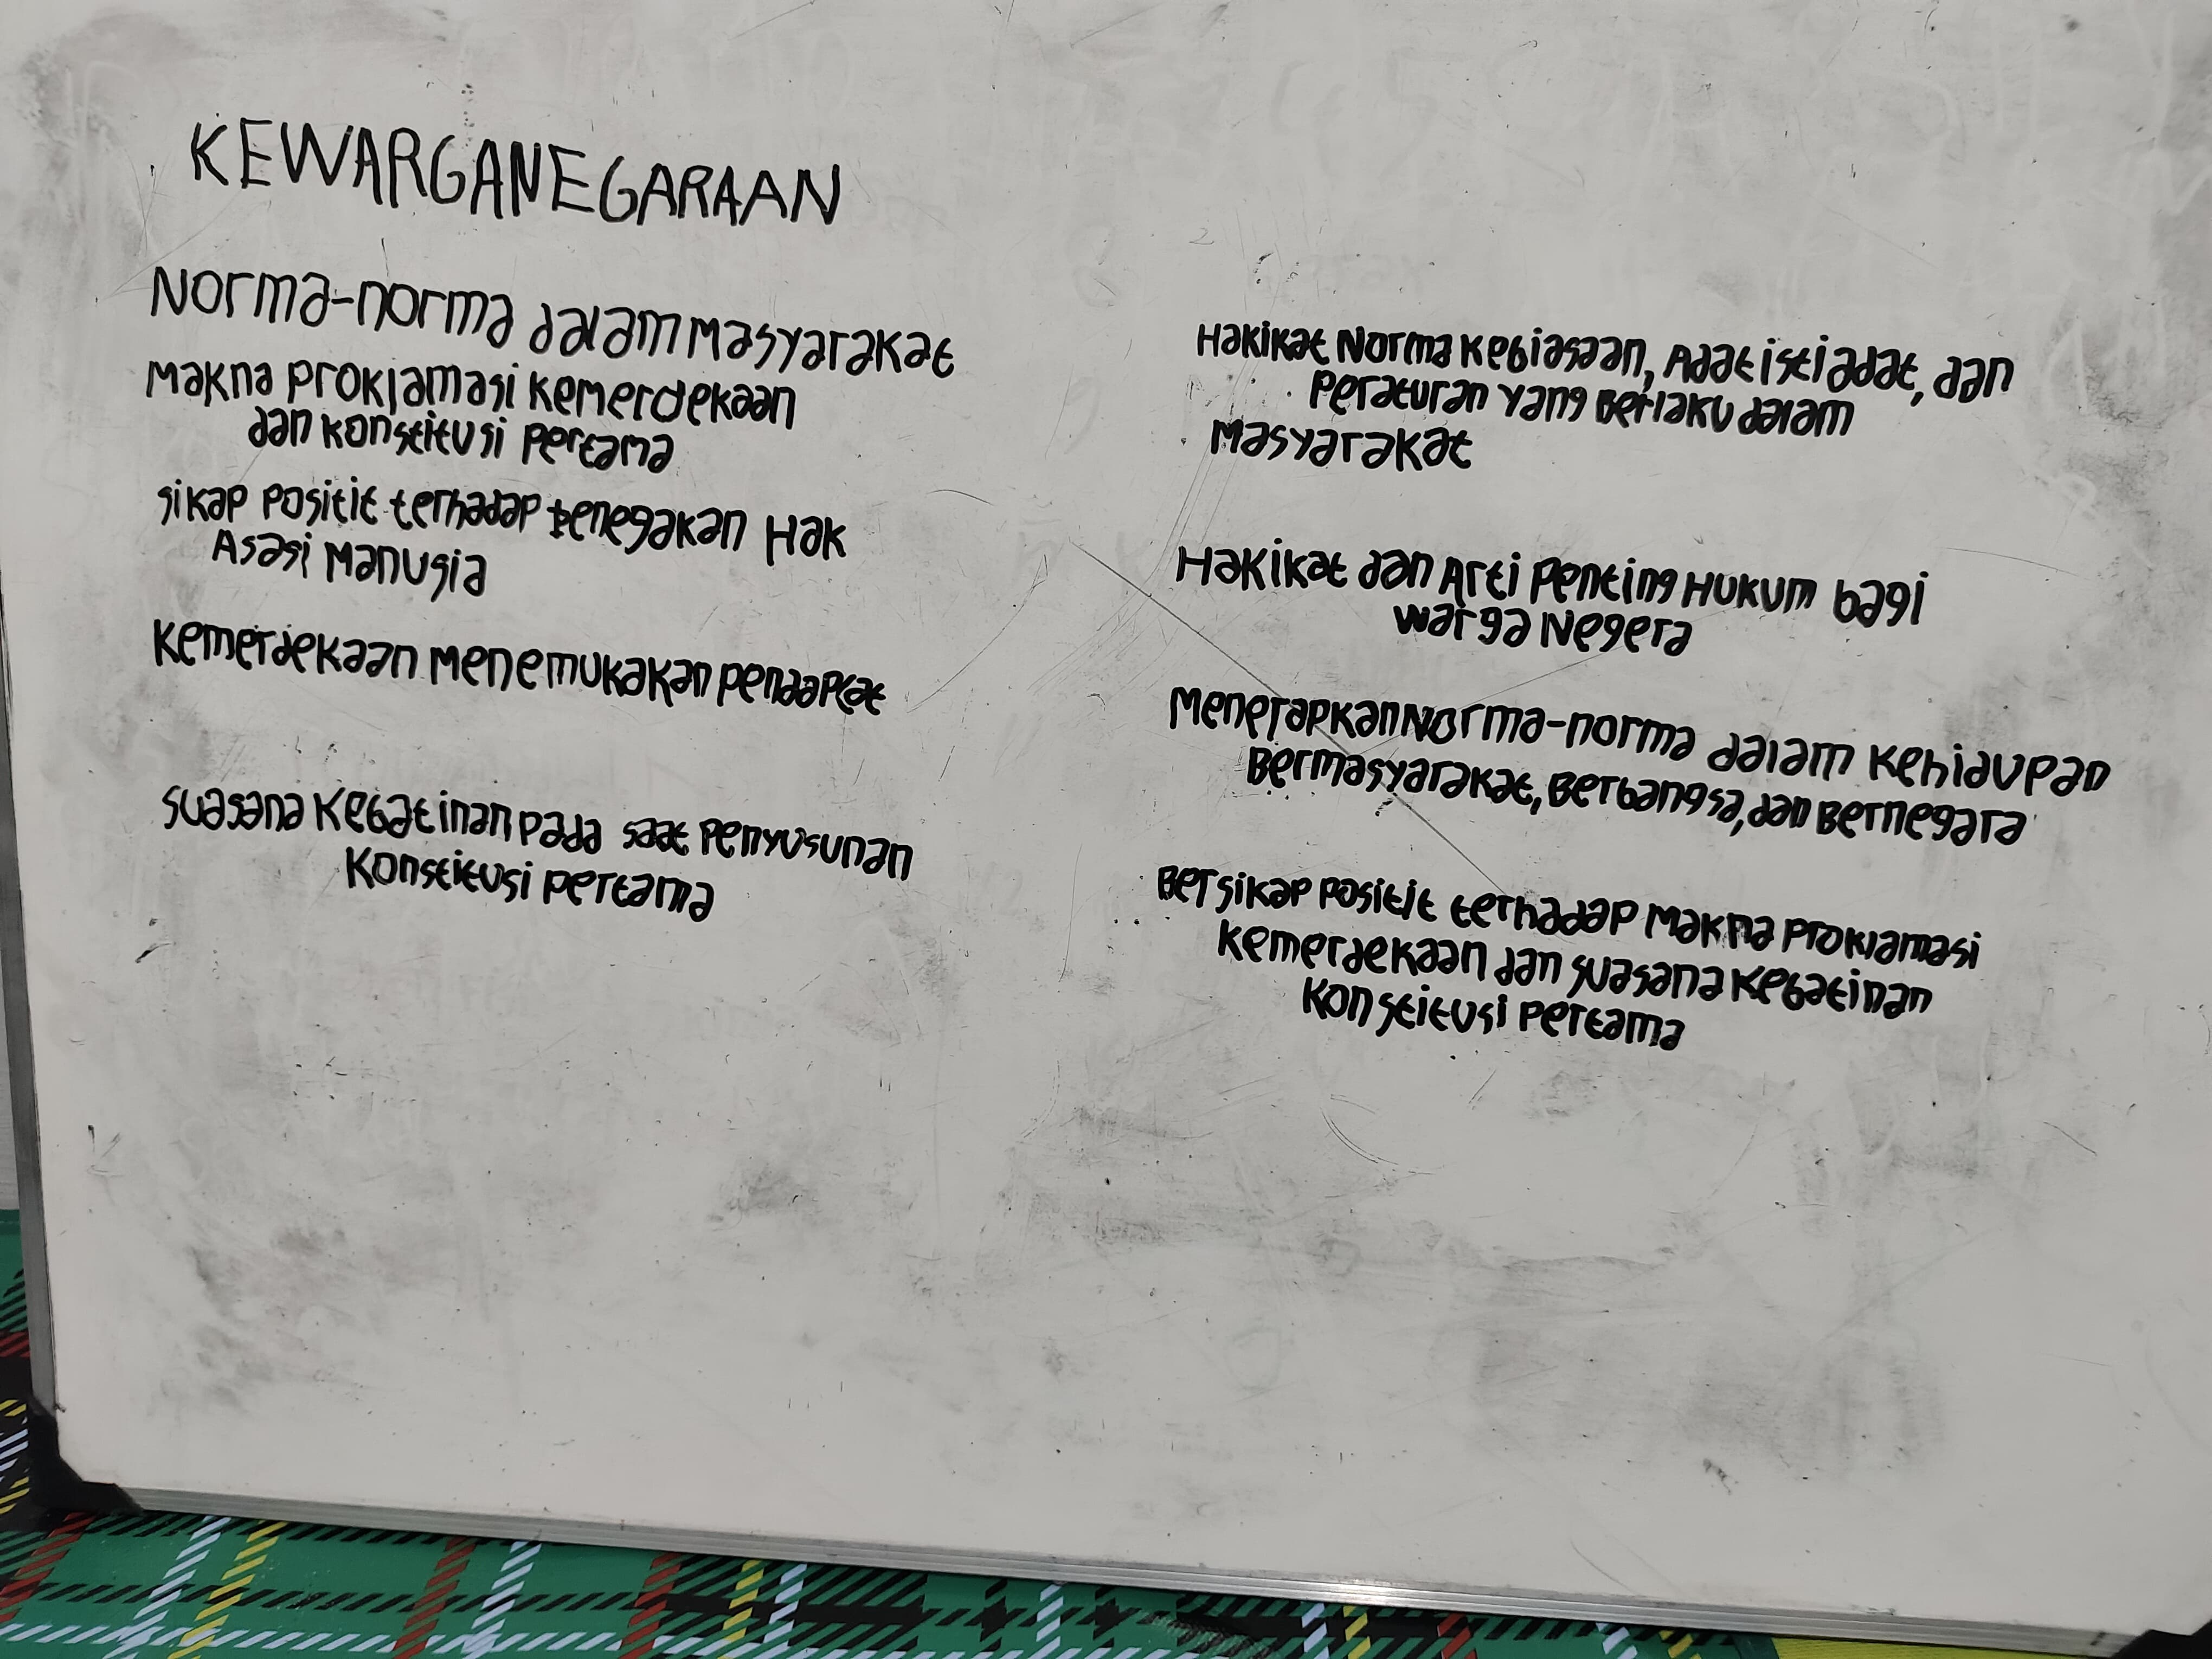 KEWARGANEGARAAN
Norma-norma dalam Masyarakat
Makna Proklamasi Kemerdekaan
dan Konstitusi Pertama
Sikap Positif terhadap penegakan Hak
Asasi Manusia
Kemerdekaan Menemukakan Pendapat
Suasana Kebatinan pada saat Penyusunan
Konstitusi Pertama
Hakikat Norma Kebiasaan, Adat istiadat, dan
Peraturan Yang Berlaku dalam
Masyarakat
Hakikat dan Arti Penting Hukum bagi
Warga Negera
Menerapkan Norma-norma dalam Kehidupan
Bermasyarakat, Berbangsa, dan Bernegara
Bersikap Positif terhadap Makna Proklamasi
Kemerdekaan dan Suasana Kebatinan
Konstitusi Pertama